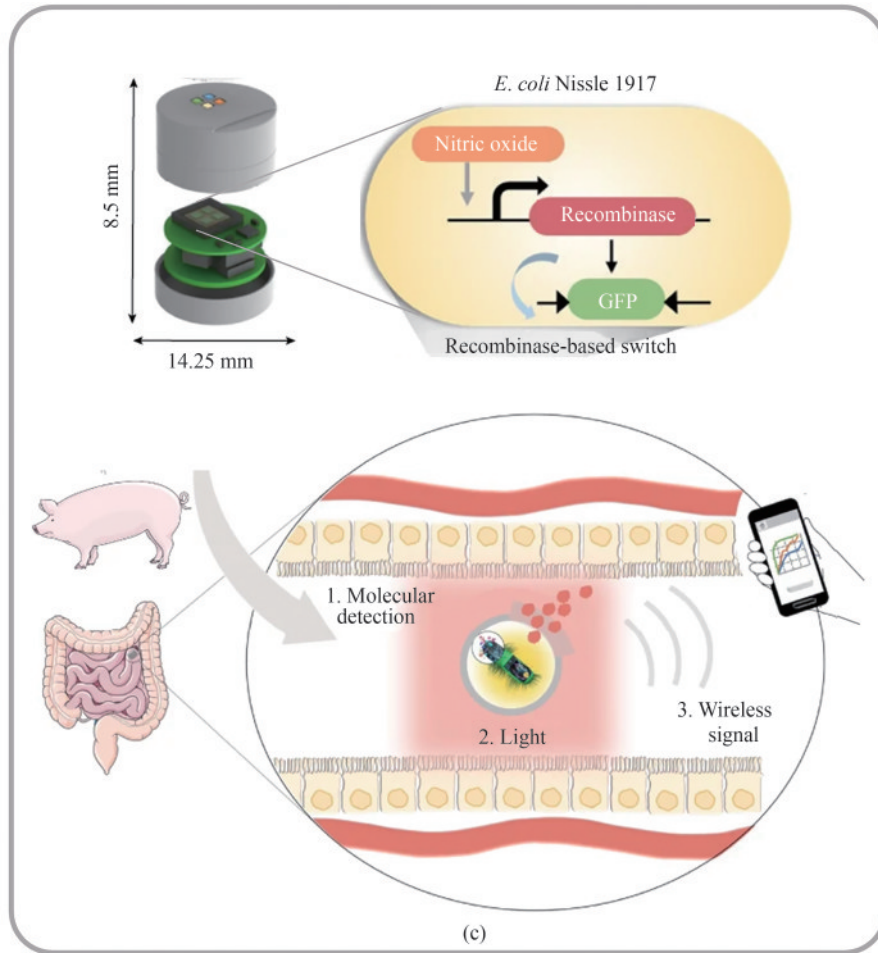 E. coli Nissle 1917
8.5 mm
14.25 mm
Nitric oxide
Recombinase
GFP
Recombinase-based switch
1. Molecular
detection
2. Light
3. Wireless
signal
(c)